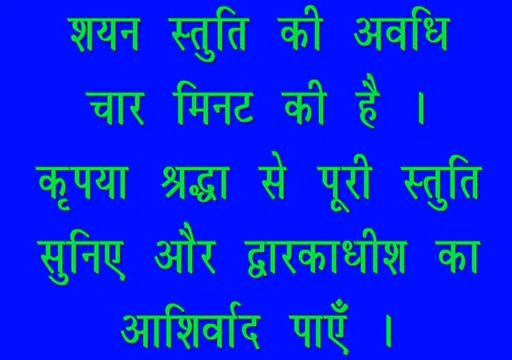 शयन स्तुति की अवधि
चार मिनट की है ।
कृपया श्रद्धा से पूरी स्तुति
सुनिए और द्वारकाधीश का
आशिर्वाद पाएँ ।